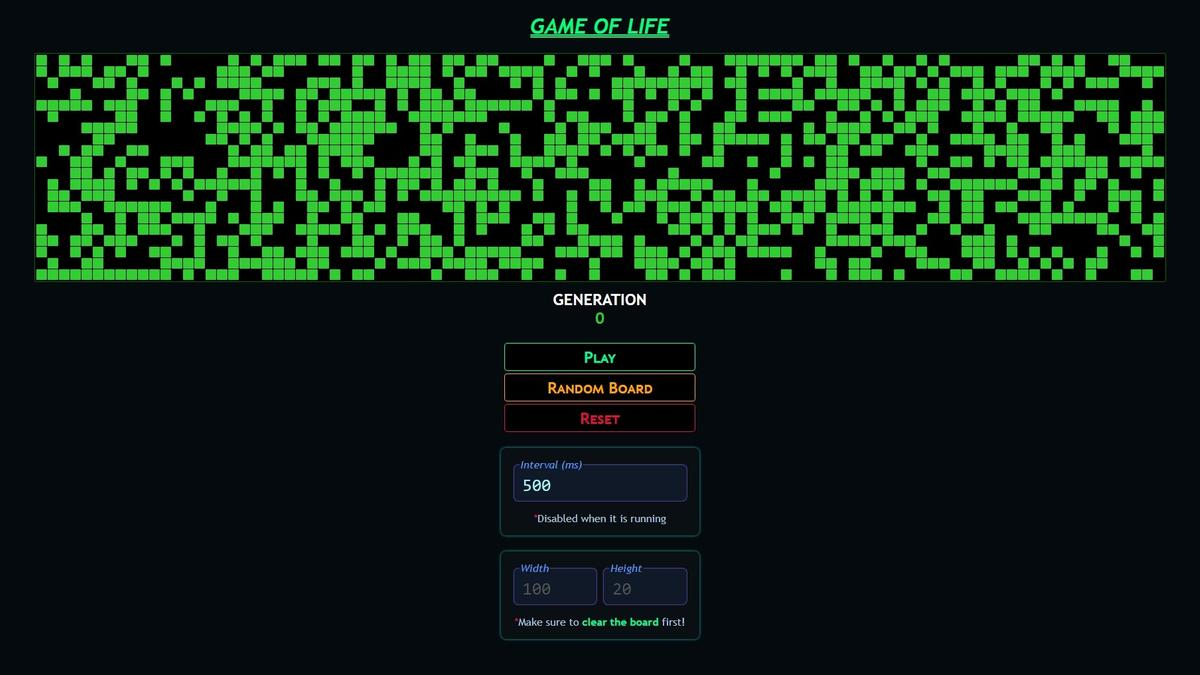 GAME OF LIFE
GENERATION
0
Play
Random Board
Reset
Interval (ms)
500
*Disabled when it is running
Width Height
100 20
*Make sure to clear the board first!